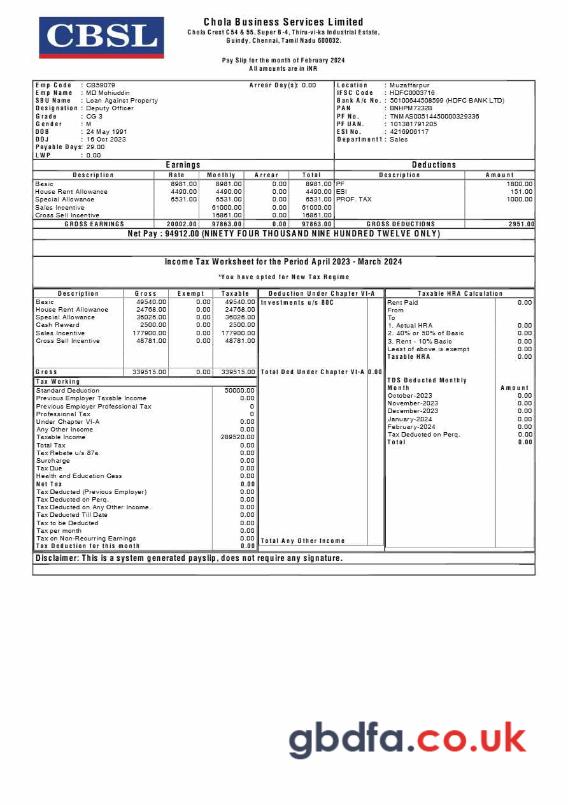 CBSL
Chola Business Services Limited
Chola Crest C54 & 55, Super B-4, Thiru-vi-ka Industrial Estate,
Guindy, Chennai, Tamil Nadu 600032.
Pay Slip for the month of February 2024
All amounts are in INR
Emp Code : CB59079 Arrear Day(s): 0.00 Location : Muzaffarpur
Emp Name : MD Mohiuddin IFSC Code : HDFC0003716
SBU Name : Loan Against Property Bank A/c No. : 50100644508599 (HDFC BANK LTD)
Designation : Deputy Officer PAN : BNHPM7232B
Grade : CG 3 PF No. : TNMAS00514450000329336
Gender : M PF UAN. : 101381791205
DOB : 24 May 1991 ESI No. : 4216906117
DOJ : 16 Oct 2023 Department1 : Sales
Payable Days : 29.00
LWP : 0.00
Earnings Deductions
Description Rate Monthly Arrear Total Description Amount
Basic 8981.00 8981.00 0.00 8981.00 PF 1800.00
House Rent Allowance 4490.00 4490.00 0.00 4490.00 ESI 151.00
Special Allowance 6531.00 6531.00 0.00 6531.00 PROF. TAX 1000.00
Sales Incentive 61000.00 0.00 61000.00
Cross Sell Incentive 16861.00 0.00 16861.00
GROSS EARNINGS 20002.00 97863.00 0.00 97863.00 GROSS DEDUCTIONS 2951.00
Net Pay : 94912.00 (NINETY FOUR THOUSAND NINE HUNDRED TWELVE ONLY)
Income Tax Worksheet for the Period April 2023 - March 2024
*You have opted for New Tax Regime
Description Gross Exempt Taxable Deduction Under Chapter VI-A Taxable HRA Calculation
Basic 49540.00 0.00 49540.00 Investments u/s 80C Rent Paid 0.00
House Rent Allowance 24768.00 0.00 24768.00 From
Special Allowance 36026.00 0.00 36026.00 To
Cash Reward 2500.00 0.00 2500.00 1. Actual HRA 0.00
Sales Incentive 177900.00 0.00 177900.00 2. 40% or 50% of Basic 0.00
Cross Sell Incentive 48781.00 0.00 48781.00 3. Rent - 10% Basic 0.00
Least of above is exempt 0.00
Taxable HRA 0.00
Gross 339515.00 0.00 339515.00 Total Ded Under Chapter VI-A 0.00
Tax Working TDS Deducted Monthly
Standard Deduction 50000.00 Month Amount
Previous Employer Taxable Income 0.00 October-2023 0.00
Previous Employer Professional Tax 0 November-2023 0.00
Professional Tax 0 December-2023 0.00
Under Chapter VI-A 0.00 January-2024 0.00
Any Other Income 0.00 February-2024 0.00
Taxable Income 289520.00 Tax Deducted on Perq. 0.00
Total Tax 0.00 Total 0.00
Tax Rebate u/s 87a 0.00
Surcharge 0.00
Tax Due 0.00
Health and Education Cess 0.00
Net Tax 0.00
Tax Deducted (Previous Employer) 0.00
Tax Deducted on Perq. 0.00
Tax Deducted on Any Other Income. 0.00
Tax Deducted Till Date 0.00
Tax to be Deducted 0.00
Tax per month 0.00
Tax on Non-Recurring Earnings 0.00 Total Any Other Income
Tax Deduction for this month 0.00
Disclaimer: This is a system generated payslip, does not require any signature.
gbdfa.co.uk